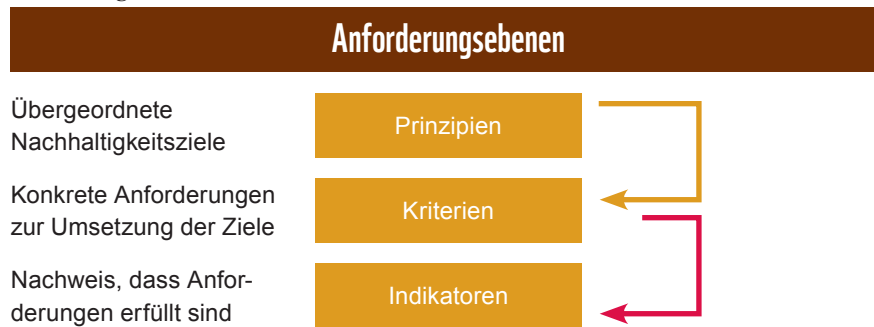 Anforderungsebenen
Übergeordnete
Nachhaltigkeitsziele
Prinzipien
Konkrete Anforderungen
zur Umsetzung der Ziele
Kriterien
Nachweis, dass Anfor-
derungen erfüllt sind
Indikatoren